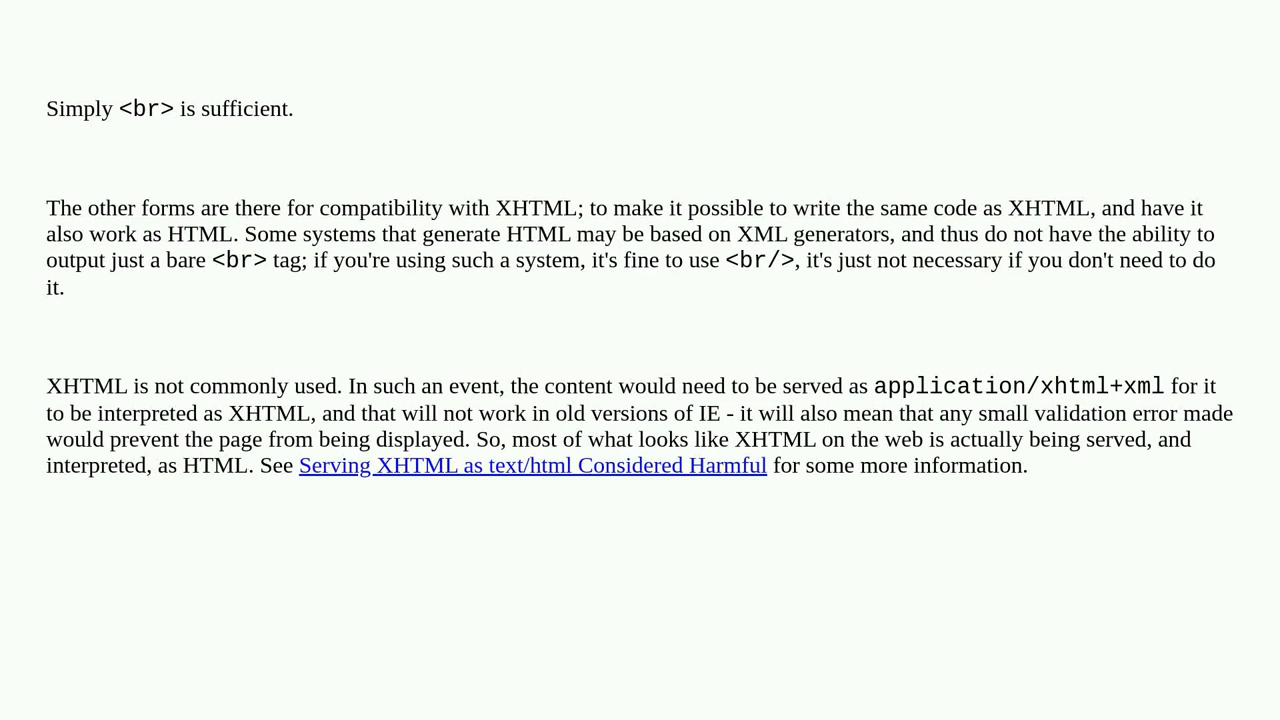 Simply <br> is sufficient.
The other forms are there for compatibility with XHTML; to make it possible to write the same code as XHTML, and have it
also work as HTML. Some systems that generate HTML may be based on XML generators, and thus do not have the ability to
output just a bare <br> tag; if you're using such a system, it's fine to use <br/>, it's just not necessary if you don't need to do
it.
XHTML is not commonly used. In such an event, the content would need to be served as application/xhtml+xml for it
to be interpreted as XHTML, and that will not work in old versions of IE - it will also mean that any small validation error made
would prevent the page from being displayed. So, most of what looks like XHTML on the web is actually being served, and
interpreted, as HTML. See Serving XHTML as text/html Considered Harmful for some more information.